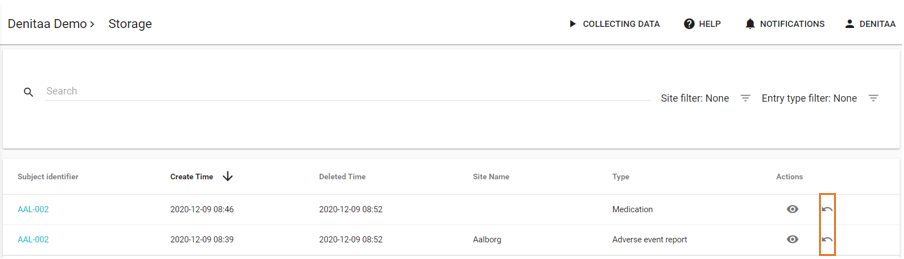 Denitaa Demo › Storage COLLECTING DATA HELP NOTIFICATIONS DENITAA
Search
Site filter: None Entry type filter: None
Subject identifier Create Time Deleted Time Site Name Type Actions
AAL-002 2020-12-09 08:46 2020-12-09 08:52 Medication
AAL-002 2020-12-09 08:39 2020-12-09 08:52 Aalborg Adverse event report